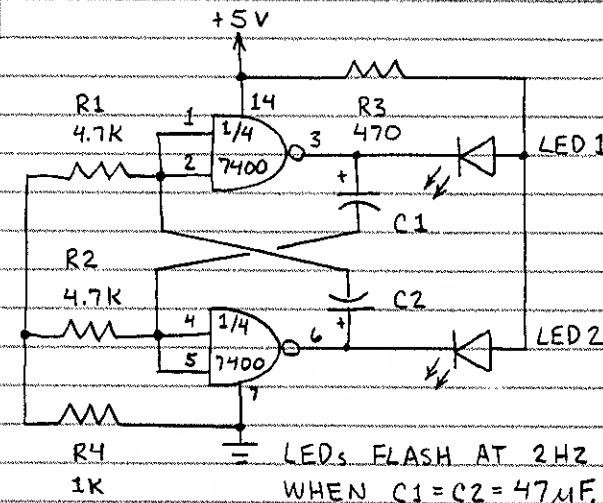 +5V
14
R1
4.7K
1
2
1/4
7400
3
R3
470
LED 1
+
C1
R2
4.7K
C2
+
4
5
1/4
7400
6
7
LED 2
R4
1K
LEDs FLASH AT 2HZ
WHEN C1=C2=47µF.